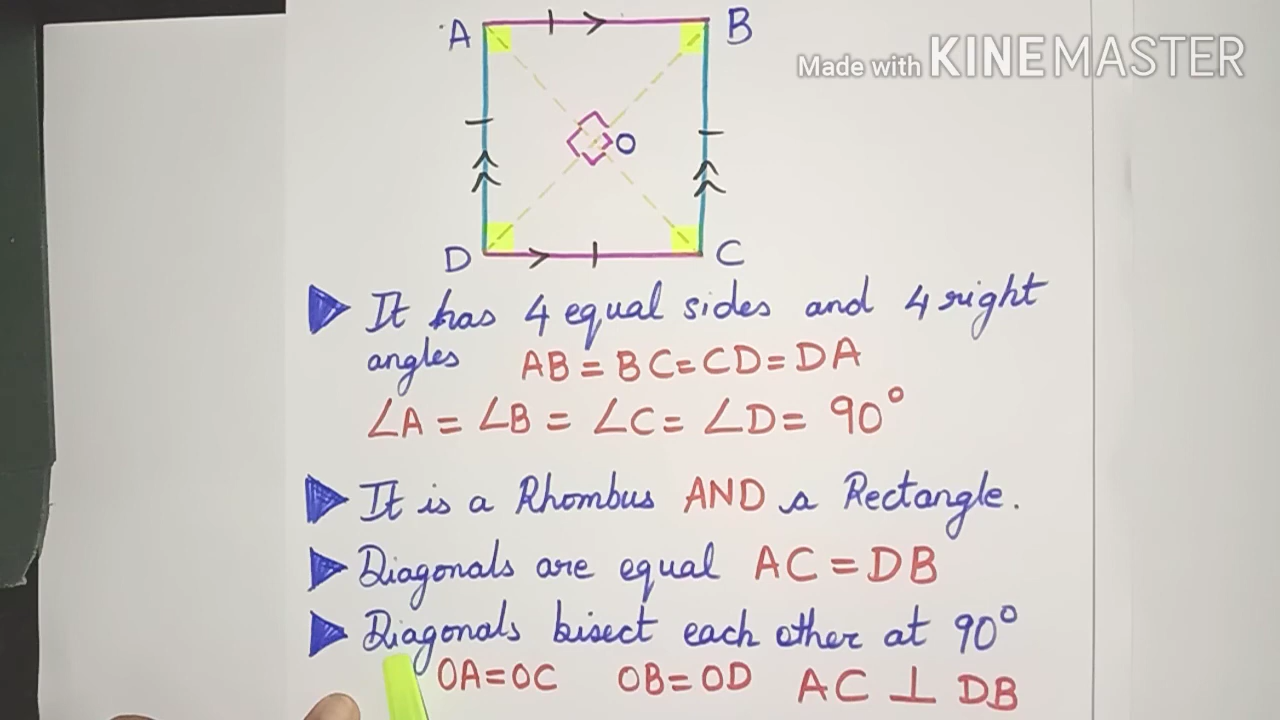 A
B
Made with KINEMASTER
O
D
C
It has 4 equal sides and 4 right
angles AB = BC = CD = DA
∠A = ∠B = ∠C = ∠D = 90°
It is a Rhombus AND a Rectangle.
Diagonals are equal AC = DB
Diagonals bisect each other at 90°
OA = OC OB = OD AC ⊥ DB